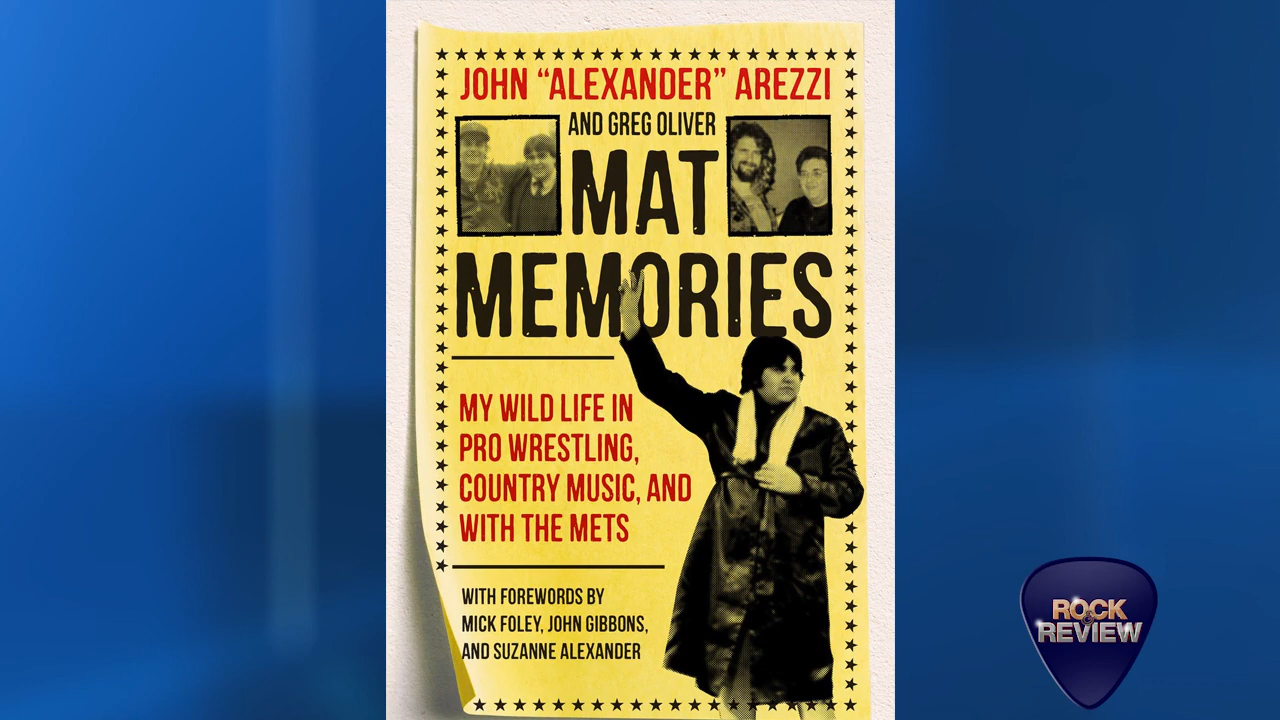 JOHN “ALEXANDER” AREZZI
AND GREG OLIVER
MAT
MEMORIES
MY WILD LIFE IN
PRO WRESTLING,
COUNTRY MUSIC, AND
WITH THE METS
WITH FOREWORDS BY
MICK FOLEY, JOHN GIBBONS,
AND SUZANNE ALEXANDER
ROCK
&
REVIEW